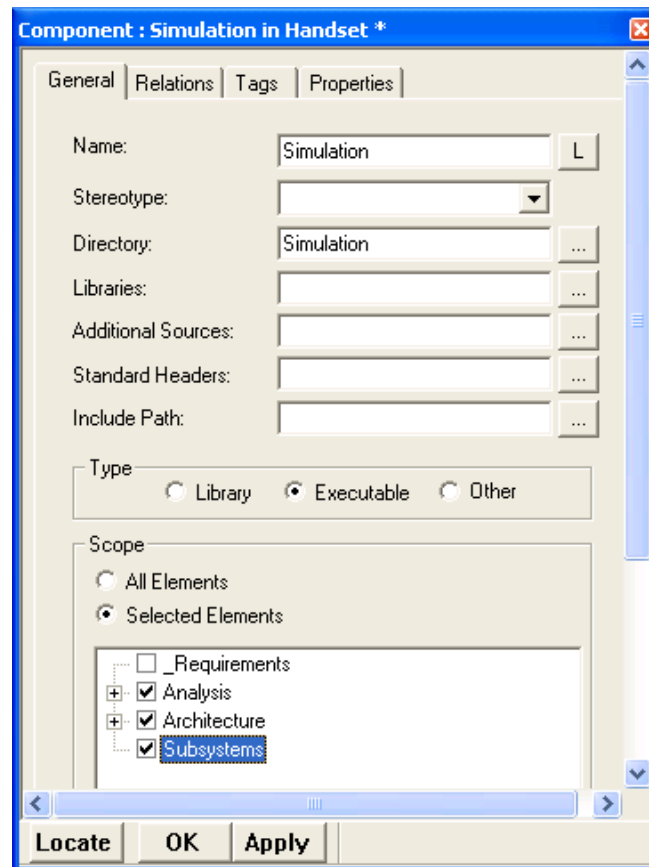 Component : Simulation in Handset *
General Relations Tags Properties
Name: Simulation L
Stereotype:
Directory: Simulation ...
Libraries: ...
Additional Sources: ...
Standard Headers: ...
Include Path: ...
Type
Library Executable Other
Scope
All Elements
Selected Elements
_Requirements
Analysis
Architecture
Subsystems
Locate OK Apply